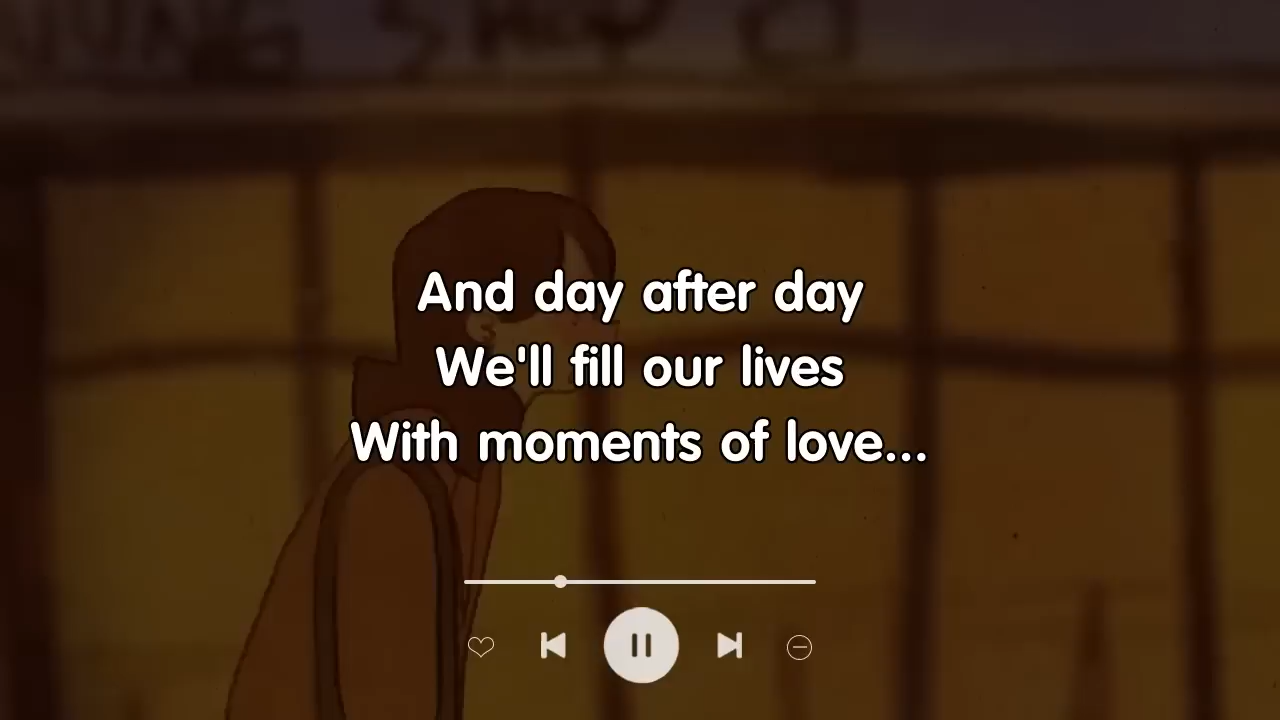 And day after day
We'll fill our lives
With moments of love...